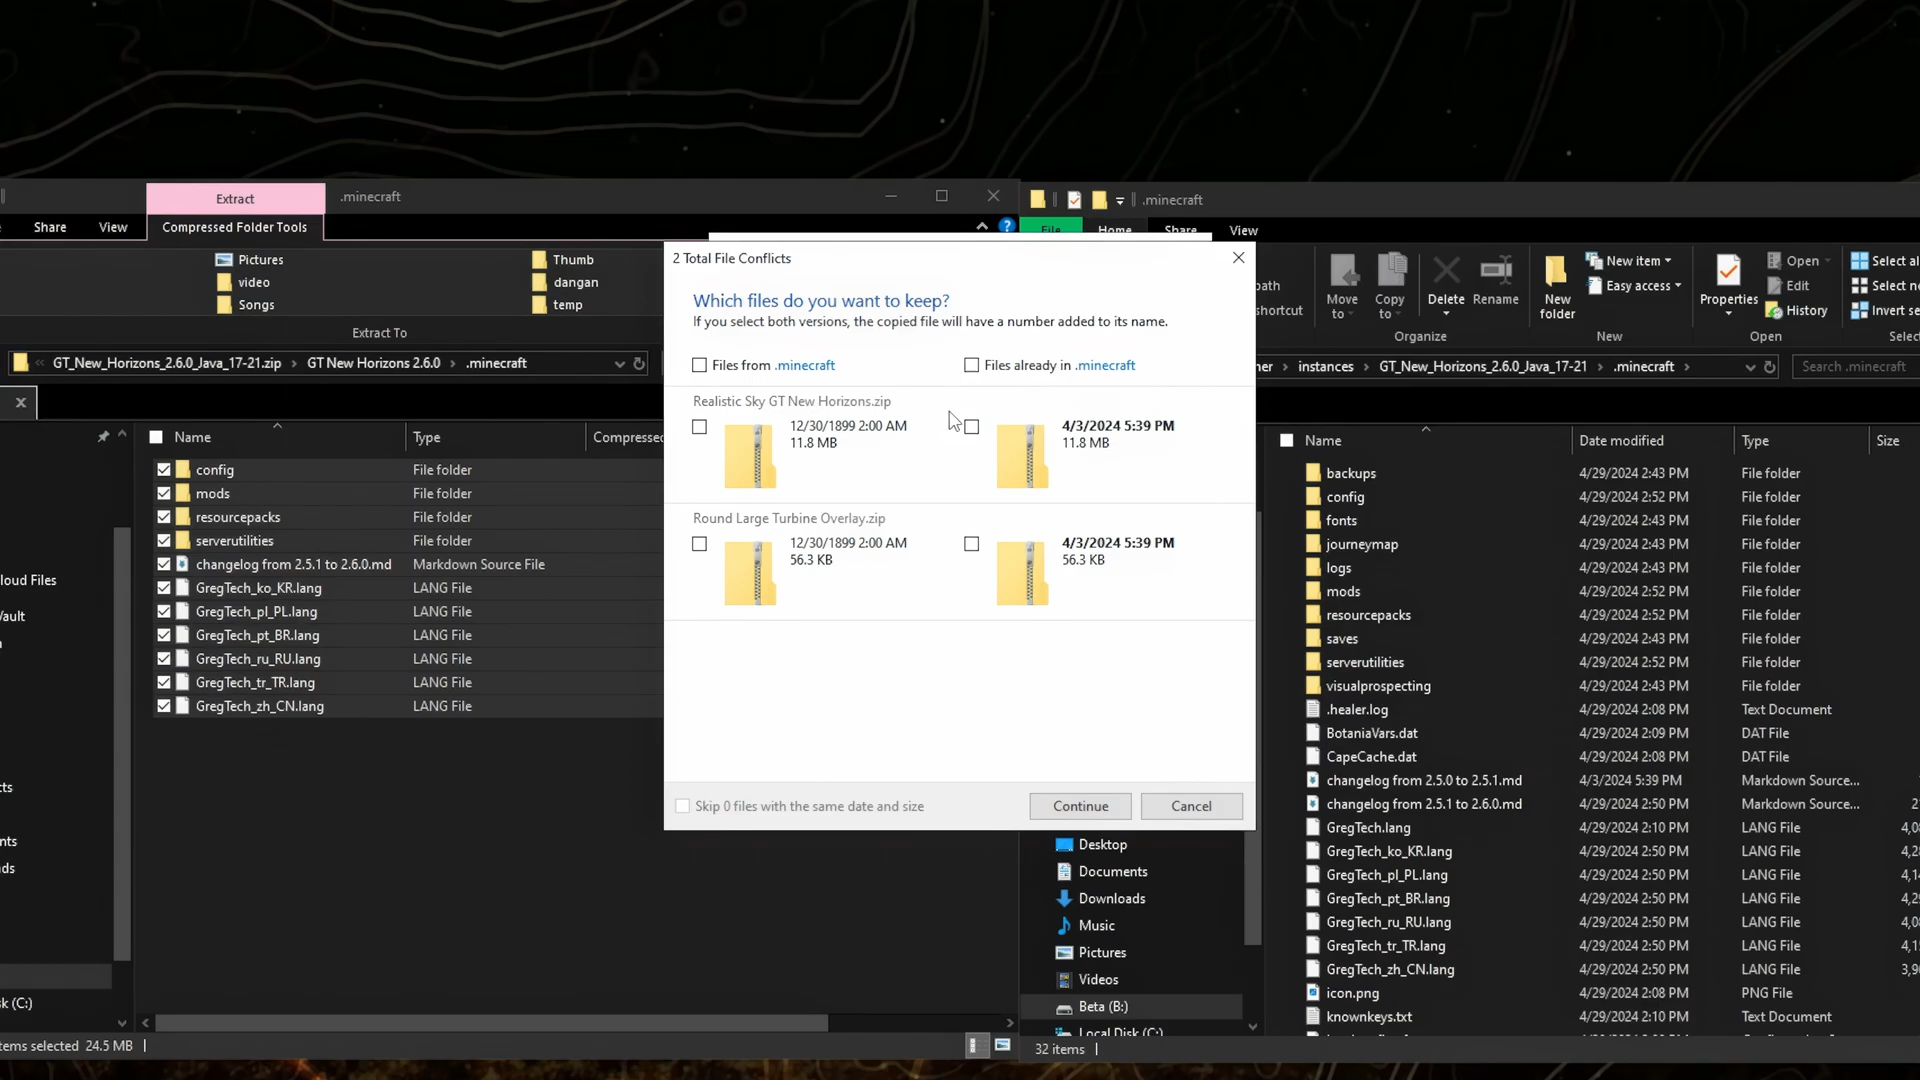 Extract
.minecraft
Share
View
Compressed Folder Tools
Pictures
Thumb
video
dangan
Songs
temp
Extract To
GT_New_Horizons_2.6.0_Java_17-21.zip
GT New Horizons 2.6.0
.minecraft
Name
Type
Compressed
config
File folder
mods
File folder
resourcepacks
File folder
serverutilities
File folder
changelog from 2.5.1 to 2.6.0.md
Markdown Source File
GregTech_ko_KR.lang
LANG File
GregTech_pl_PL.lang
LANG File
GregTech_pt_BR.lang
LANG File
GregTech_ru_RU.lang
LANG File
GregTech_tr_TR.lang
LANG File
GregTech_zh_CN.lang
LANG File
loud Files
ault
ts
nts
ds
k (C:)
tems selected 24.5 MB
2 Total File Conflicts
Which files do you want to keep?
If you select both versions, the copied file will have a number added to its name.
Files from .minecraft
Files already in .minecraft
Realistic Sky GT New Horizons.zip
12/30/1899 2:00 AM
11.8 MB
4/3/2024 5:39 PM
11.8 MB
Round Large Turbine Overlay.zip
12/30/1899 2:00 AM
56.3 KB
4/3/2024 5:39 PM
56.3 KB
Skip 0 files with the same date and size
Continue
Cancel
.minecraft
File
Home
Share
View
path
shortcut
Move to
Copy to
Delete
Rename
Organize
New folder
New item
Easy access
New
Properties
Open
Edit
History
Open
Select al
Select no
Invert se
Select
her
instances
GT_New_Horizons_2.6.0_Java_17-21
.minecraft
Search .minecraft
Name
Date modified
Type
Size
backups
4/29/2024 2:43 PM
File folder
config
4/29/2024 2:52 PM
File folder
fonts
4/29/2024 2:43 PM
File folder
journeymap
4/29/2024 2:43 PM
File folder
logs
4/29/2024 2:43 PM
File folder
mods
4/29/2024 2:52 PM
File folder
resourcepacks
4/29/2024 2:52 PM
File folder
saves
4/29/2024 2:43 PM
File folder
serverutilities
4/29/2024 2:52 PM
File folder
visualprospecting
4/29/2024 2:43 PM
File folder
.healer.log
4/29/2024 2:08 PM
Text Document
BotaniaVars.dat
4/29/2024 2:09 PM
DAT File
CapeCache.dat
4/29/2024 2:08 PM
DAT File
changelog from 2.5.0 to 2.5.1.md
4/3/2024 5:39 PM
Markdown Source...
changelog from 2.5.1 to 2.6.0.md
4/29/2024 2:50 PM
Markdown Source...
GregTech.lang
4/29/2024 2:10 PM
LANG File
GregTech_ko_KR.lang
4/29/2024 2:50 PM
LANG File
GregTech_pl_PL.lang
4/29/2024 2:50 PM
LANG File
GregTech_pt_BR.lang
4/29/2024 2:50 PM
LANG File
GregTech_ru_RU.lang
4/29/2024 2:50 PM
LANG File
GregTech_tr_TR.lang
4/29/2024 2:50 PM
LANG File
GregTech_zh_CN.lang
4/29/2024 2:50 PM
LANG File
icon.png
4/29/2024 2:08 PM
PNG File
knownkeys.txt
4/29/2024 2:10 PM
Text Document
Desktop
Documents
Downloads
Music
Pictures
Videos
Beta (B:)
Local Disk (C:)
32 items